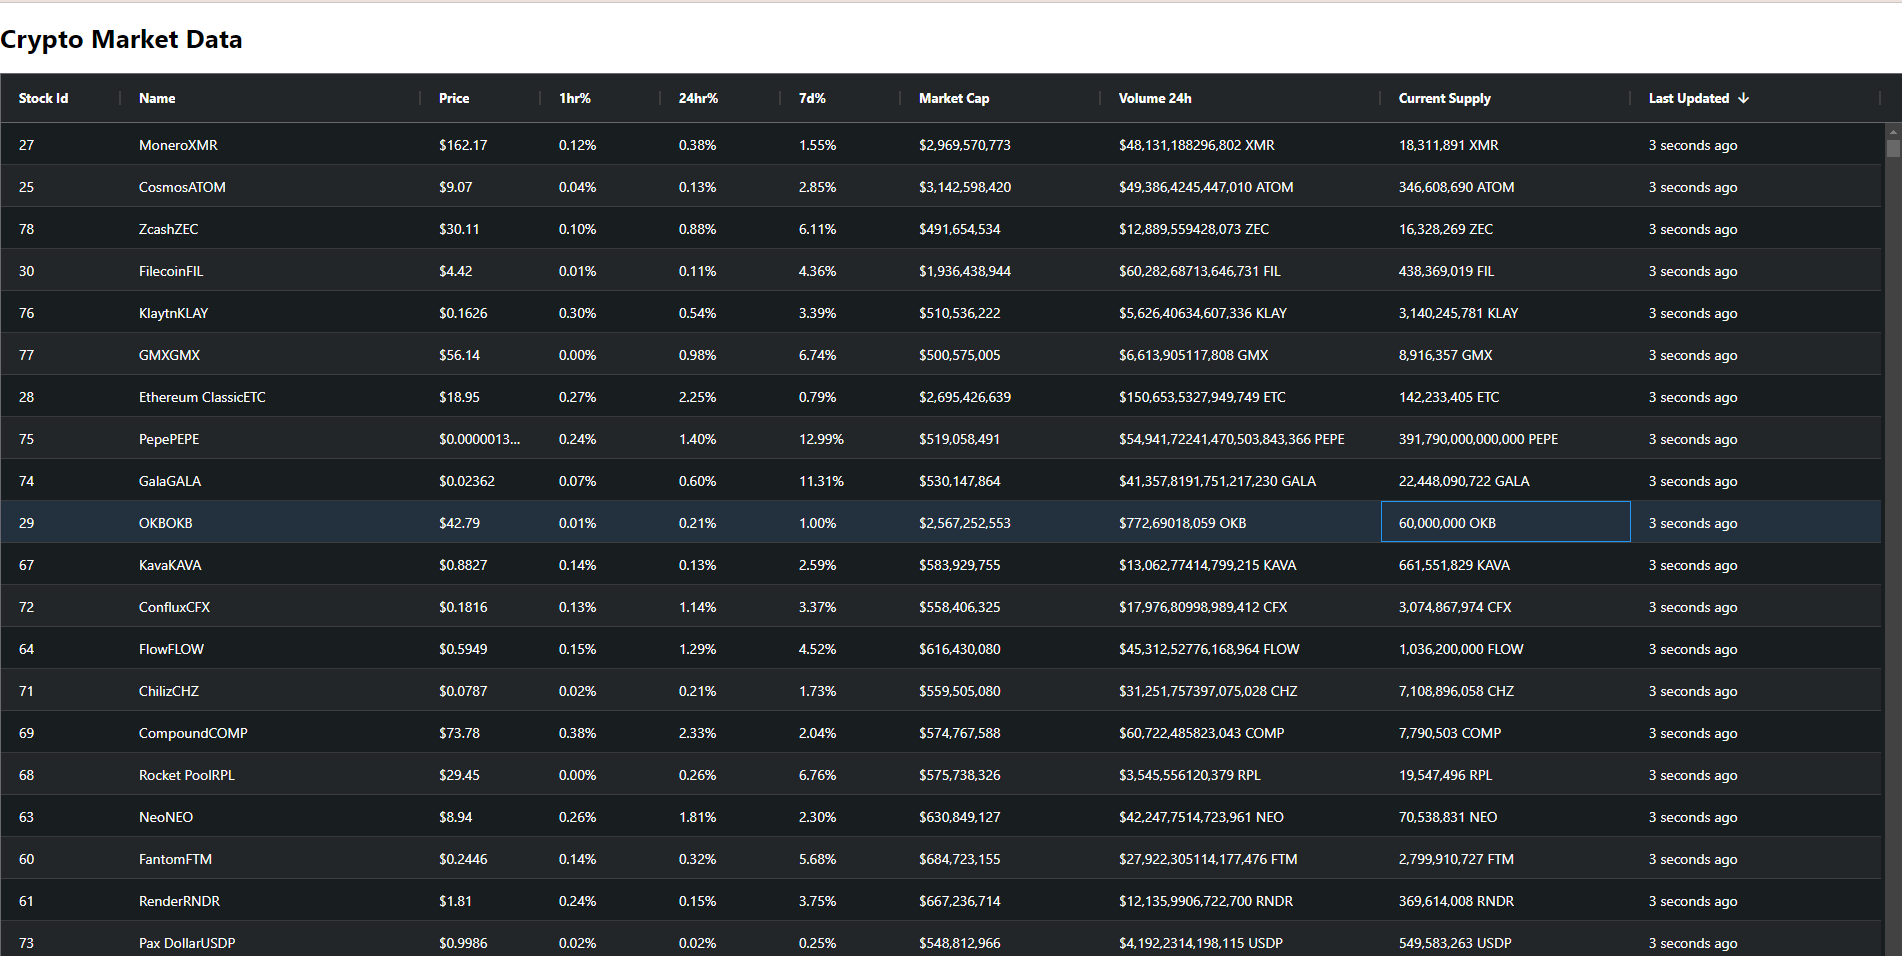 Crypto Market Data
Stock Id Name Price 1hr% 24hr% 7d% Market Cap Volume 24h Current Supply Last Updated
27 MoneroXMR $162.17 0.12% 0.38% 1.55% $2,969,570,773 $48,131,188296,802 XMR 18,311,891 XMR 3 seconds ago
25 CosmosATOM $9.07 0.04% 0.13% 2.85% $3,142,598,420 $49,386,4245,447,010 ATOM 346,608,690 ATOM 3 seconds ago
78 ZcashZEC $30.11 0.10% 0.88% 6.11% $491,654,534 $12,889,559428,073 ZEC 16,328,269 ZEC 3 seconds ago
30 FilecoinFIL $4.42 0.01% 0.11% 4.36% $1,936,438,944 $60,282,68713,646,731 FIL 438,369,019 FIL 3 seconds ago
76 KlaytnKLAY $0.1626 0.30% 0.54% 3.39% $510,536,222 $5,626,40634,607,336 KLAY 3,140,245,781 KLAY 3 seconds ago
77 GMXGMX $56.14 0.00% 0.98% 6.74% $500,575,005 $6,613,905117,808 GMX 8,916,357 GMX 3 seconds ago
28 Ethereum ClassicETC $18.95 0.27% 2.25% 0.79% $2,695,426,639 $150,653,5327,949,749 ETC 142,233,405 ETC 3 seconds ago
75 PepePEPE $0.0000013... 0.24% 1.40% 12.99% $519,058,491 $54,941,72241,470,503,843,366 PEPE 391,790,000,000,000 PEPE 3 seconds ago
74 GalaGALA $0.02362 0.07% 0.60% 11.31% $530,147,864 $41,357,8191,751,217,230 GALA 22,448,090,722 GALA 3 seconds ago
29 OKBOKB $42.79 0.01% 0.21% 1.00% $2,567,252,553 $772,69018,059 OKB 60,000,000 OKB 3 seconds ago
67 KavaKAVA $0.8827 0.14% 0.13% 2.59% $583,929,755 $13,062,77414,799,215 KAVA 661,551,829 KAVA 3 seconds ago
72 ConfluxCFX $0.1816 0.13% 1.14% 3.37% $558,406,325 $17,976,80998,989,412 CFX 3,074,867,974 CFX 3 seconds ago
64 FlowFLOW $0.5949 0.15% 1.29% 4.52% $616,430,080 $45,312,52776,168,964 FLOW 1,036,200,000 FLOW 3 seconds ago
71 ChilizCHZ $0.0787 0.02% 0.21% 1.73% $559,505,080 $31,251,757397,075,028 CHZ 7,108,896,058 CHZ 3 seconds ago
69 CompoundCOMP $73.78 0.38% 2.33% 2.04% $574,767,588 $60,722,485823,043 COMP 7,790,503 COMP 3 seconds ago
68 Rocket PoolRPL $29.45 0.00% 0.26% 6.76% $575,738,326 $3,545,556120,379 RPL 19,547,496 RPL 3 seconds ago
63 NeoNEO $8.94 0.26% 1.81% 2.30% $630,849,127 $42,247,7514,723,961 NEO 70,538,831 NEO 3 seconds ago
60 FantomFTM $0.2446 0.14% 0.32% 5.68% $684,723,155 $27,922,305114,177,476 FTM 2,799,910,727 FTM 3 seconds ago
61 RenderRNDR $1.81 0.24% 0.15% 3.75% $667,236,714 $12,135,9906,722,700 RNDR 369,614,008 RNDR 3 seconds ago
73 Pax DollarUSDP $0.9986 0.02% 0.02% 0.25% $548,812,966 $4,192,2314,198,115 USDP 549,583,263 USDP 3 seconds ago